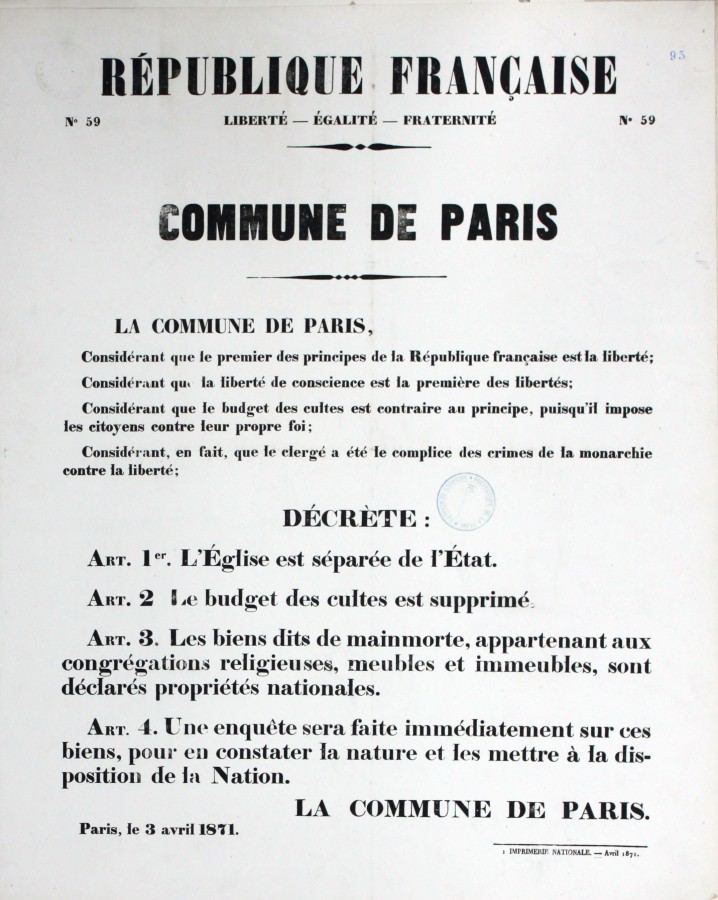 95
RÉPUBLIQUE FRANÇAISE
No 59 LIBERTÉ — ÉGALITÉ — FRATERNITÉ No 59
COMMUNE DE PARIS
LA COMMUNE DE PARIS,
Considérant que le premier des principes de la République française est la liberté;
Considérant que la liberté de conscience est la première des libertés;
Considérant que le budget des cultes est contraire au principe, puisqu'il impose
les citoyens contre leur propre foi;
Considérant, en fait, que le clergé a été le complice des crimes de la monarchie
contre la liberté;
DÉCRÈTE :
ART. 1er. L'Église est séparée de l'État.
ART. 2 Le budget des cultes est supprimé.
ART. 3. Les biens dits de mainmorte, appartenant aux
congrégations religieuses, meubles et immeubles, sont
déclarés propriétés nationales.
ART. 4. Une enquête sera faite immédiatement sur ces
biens, pour en constater la nature et les mettre à la dis-
position de la Nation.
LA COMMUNE DE PARIS.
Paris, le 3 avril 1871.
1 IMPRIMERIE NATIONALE. — Avril 1871.